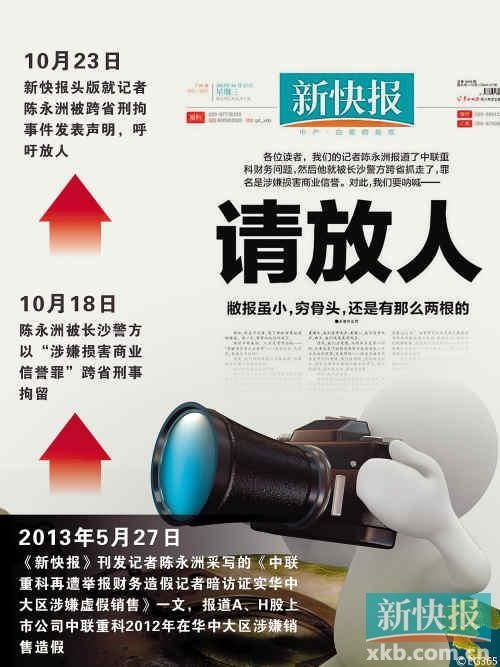 10月23日
新快报头版就记者
陈永洲被跨省刑拘
事件发表声明，呼
吁放人
10月18日
陈永洲被长沙警方
以“涉嫌损害商业
信誉罪”跨省刑事
拘留
2013年5月27日
《新快报》刊发记者陈永洲采写的《中联
重科再遭举报财务造假记者暗访证实华中
大区涉嫌虚假销售》一文，报道A、H股上
市公司中联重科2012年在华中大区涉嫌销
售造假
星期三
新快报
各位读者，我们的记者陈永洲报道了中联重
科财务问题，然后他就被长沙警方跨省抓走了，罪
名是涉嫌损害商业信誉。对此，我们要呐喊——
请放人
敝报虽小，穷骨头，还是有那么两根的
新快报
xkb.com.cn